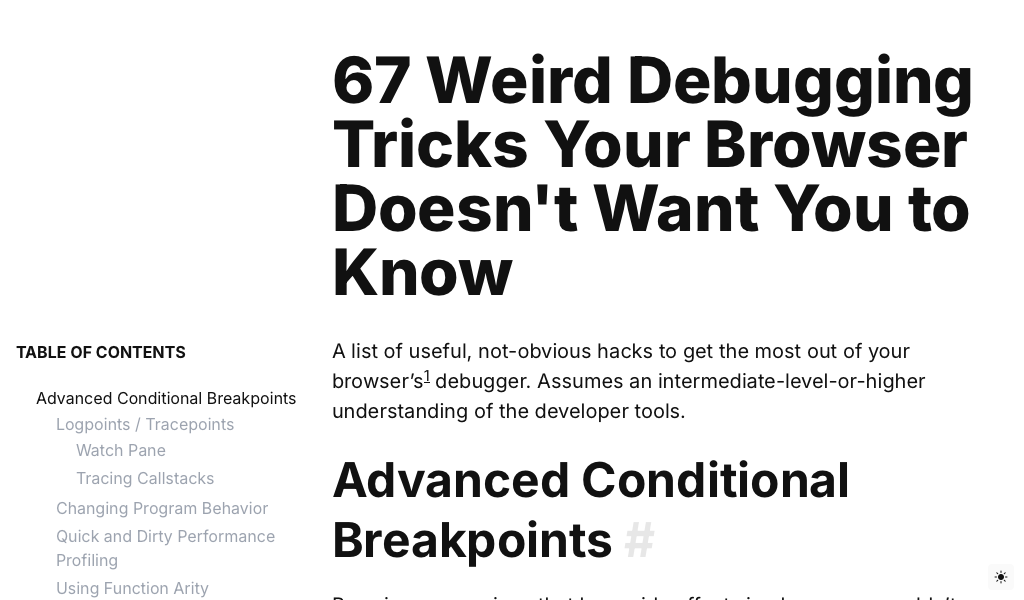 67 Weird Debugging
Tricks Your Browser
Doesn't Want You to
Know
TABLE OF CONTENTS
Advanced Conditional Breakpoints
Logpoints / Tracepoints
Watch Pane
Tracing Callstacks
Changing Program Behavior
Quick and Dirty Performance
Profiling
Using Function Arity
A list of useful, not-obvious hacks to get the most out of your
browser’s1 debugger. Assumes an intermediate-level-or-higher
understanding of the developer tools.
Advanced Conditional
Breakpoints #